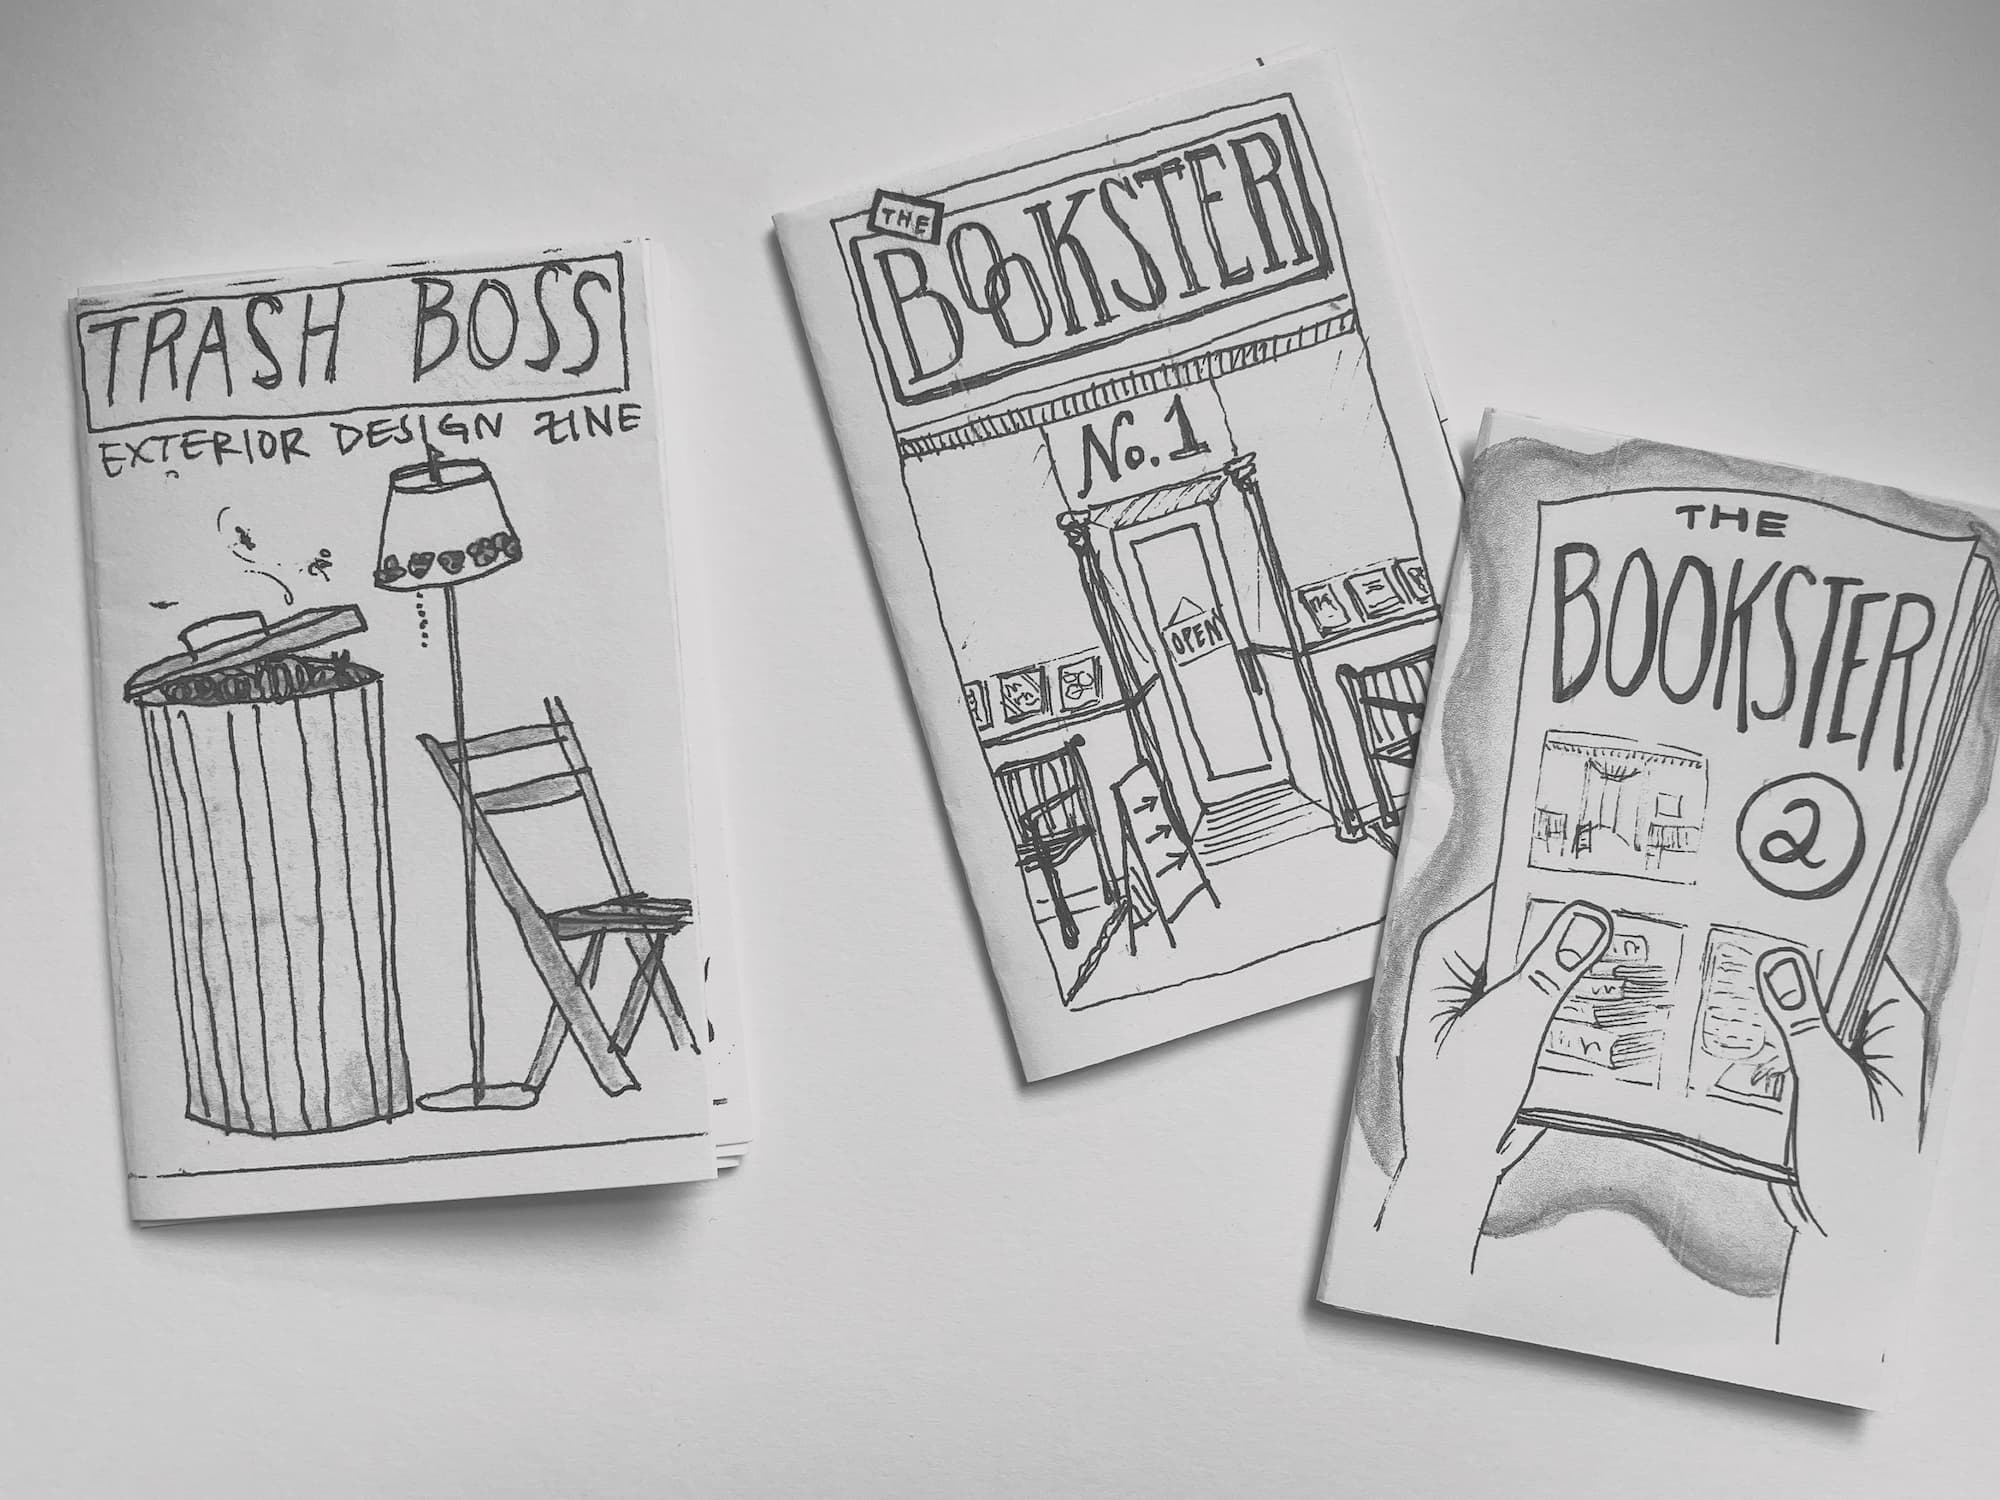 TRASH BOSS
EXTERIOR DESIGN ZINE
THE
BOOKSTER
No. 1
OPEN
THE
BOOKSTER
2